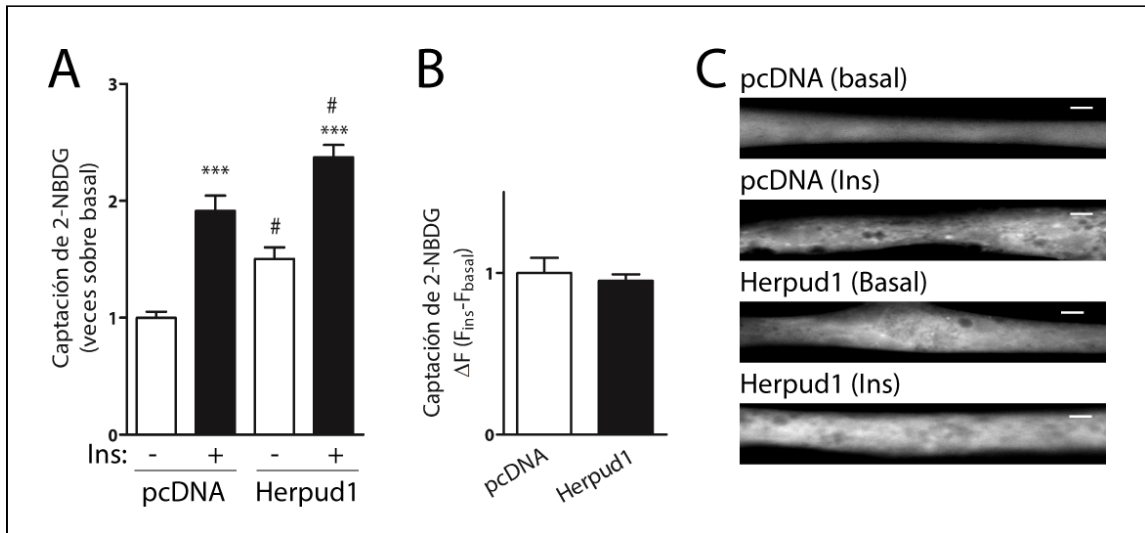 A
Captación de 2-NBDG
(veces sobre basal)
3
2
1
0
***
#
#
***
Ins: - + - +
pcDNA Herpud1
B
Captación de 2-NBDG
ΔF (Fins-Fbasal)
1
0
pcDNA
Herpud1
C
pcDNA (basal)
pcDNA (Ins)
Herpud1 (Basal)
Herpud1 (Ins)